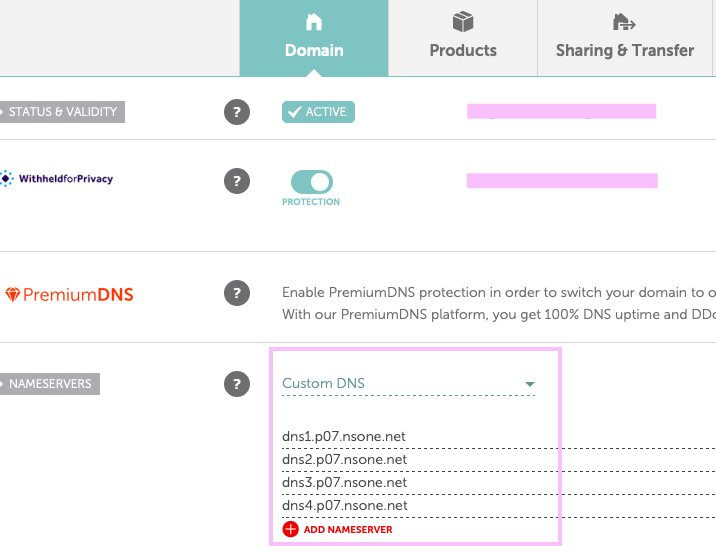 Domain
Products
Sharing & Transfer
STATUS & VALIDITY
?
ACTIVE
WithheldforPrivacy
?
PROTECTION
PremiumDNS
?
Enable PremiumDNS protection in order to switch your domain to o
With our PremiumDNS platform, you get 100% DNS uptime and DDo
NAMESERVERS
?
Custom DNS
dns1.p07.nsone.net
dns2.p07.nsone.net
dns3.p07.nsone.net
dns4.p07.nsone.net
ADD NAMESERVER